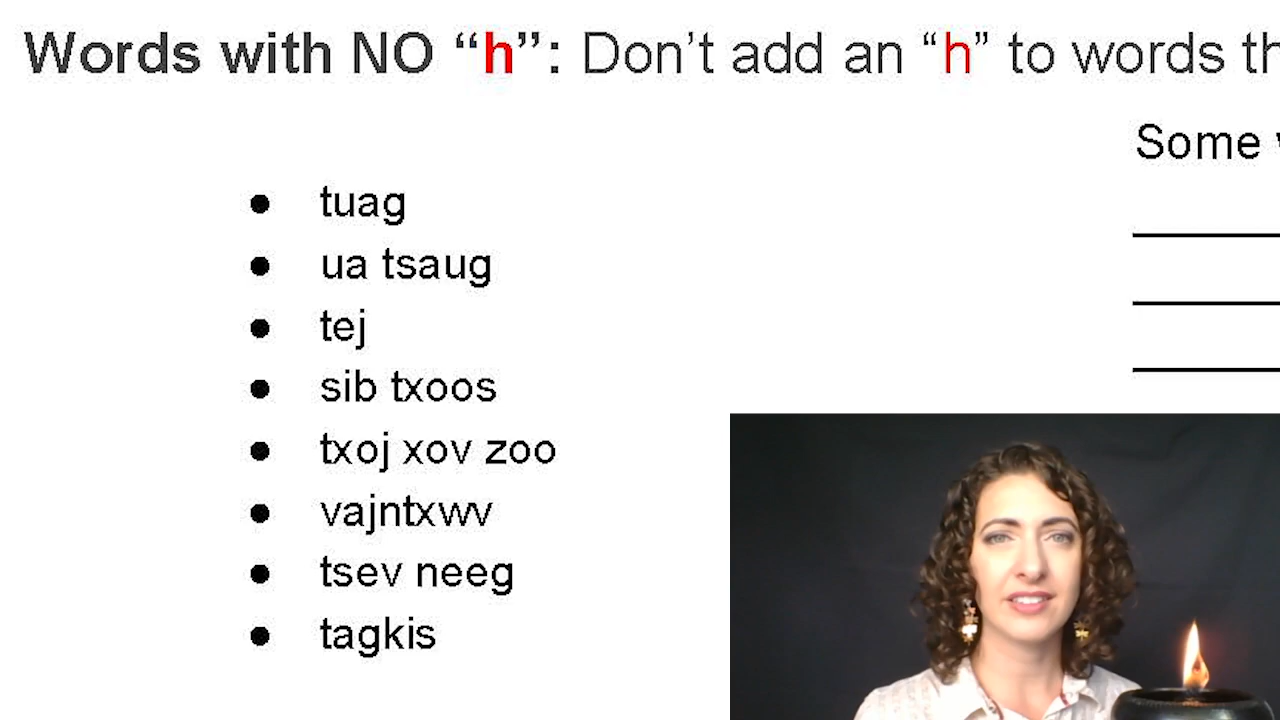 Words with NO “h”: Don’t add an “h” to words th
Some
tuag
ua tsaug
tej
sib txoos
txoj xov zoo
vajntxwv
tsev neeg
tagkis